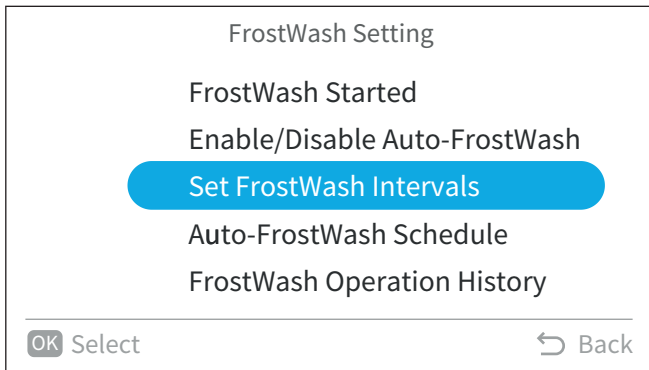 FrostWash Setting
FrostWash Started
Enable/Disable Auto-FrostWash
Set FrostWash Intervals
Auto-FrostWash Schedule
FrostWash Operation History
OK Select Back